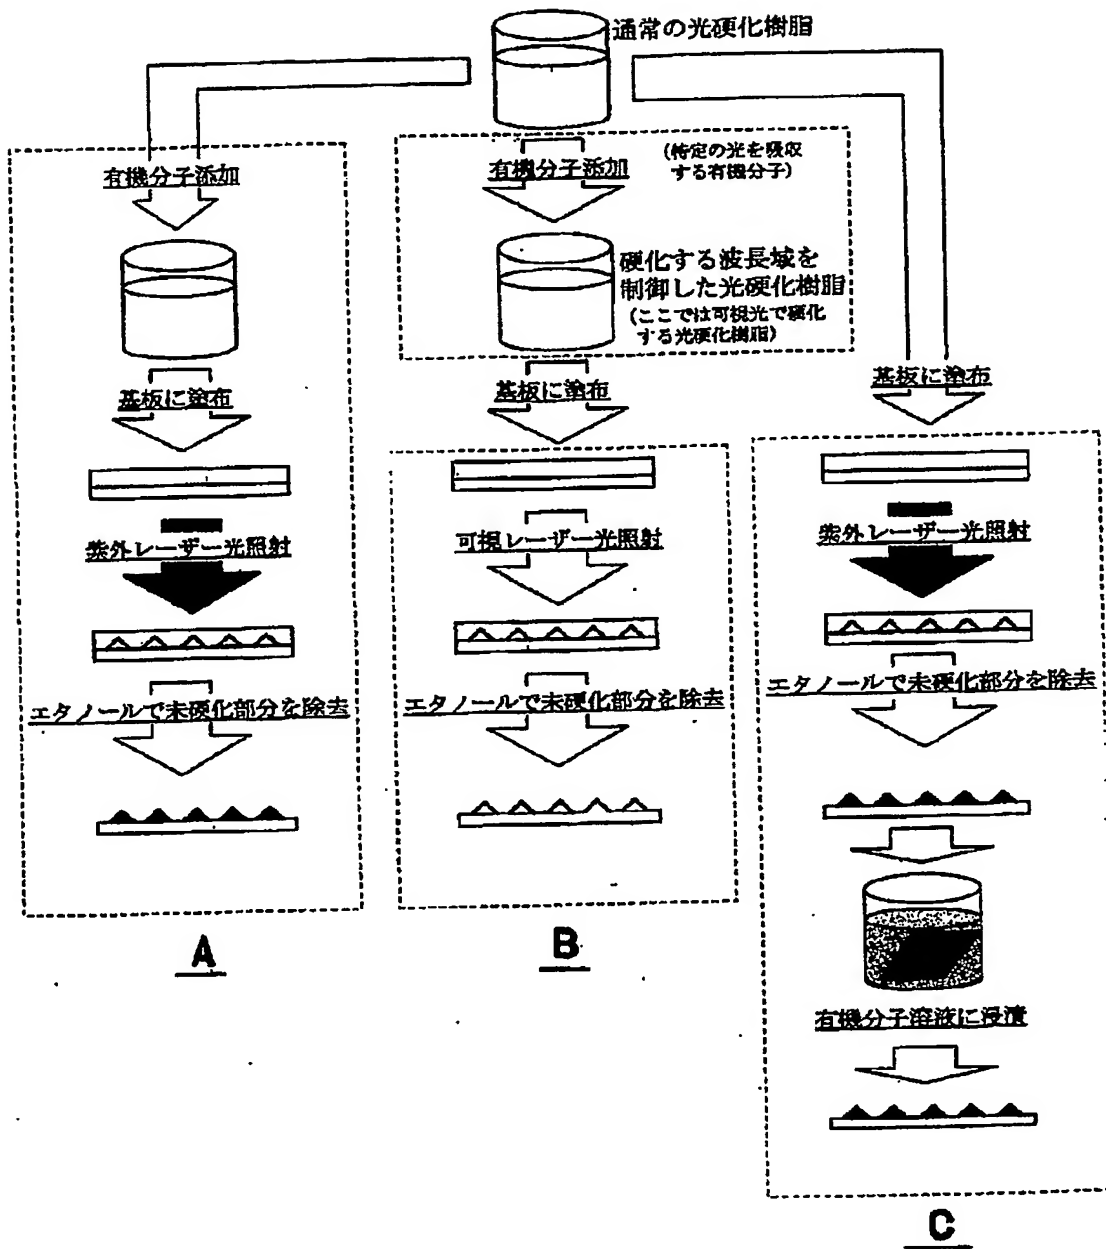 通常の光硬化樹脂
有機分子添加
基板に塗布
紫外レーザー光照射
エタノールで未硬化部分を除去
A
有機分子添加
(特定の光を吸収
する有機分子)
硬化する波長域を
制御した光硬化樹脂
(ここでは可視光で硬化
する光硬化樹脂)
基板に塗布
可視レーザー光照射
エタノールで未硬化部分を除去
B
基板に塗布
紫外レーザー光照射
エタノールで未硬化部分を除去
有機分子溶液に浸漬
C